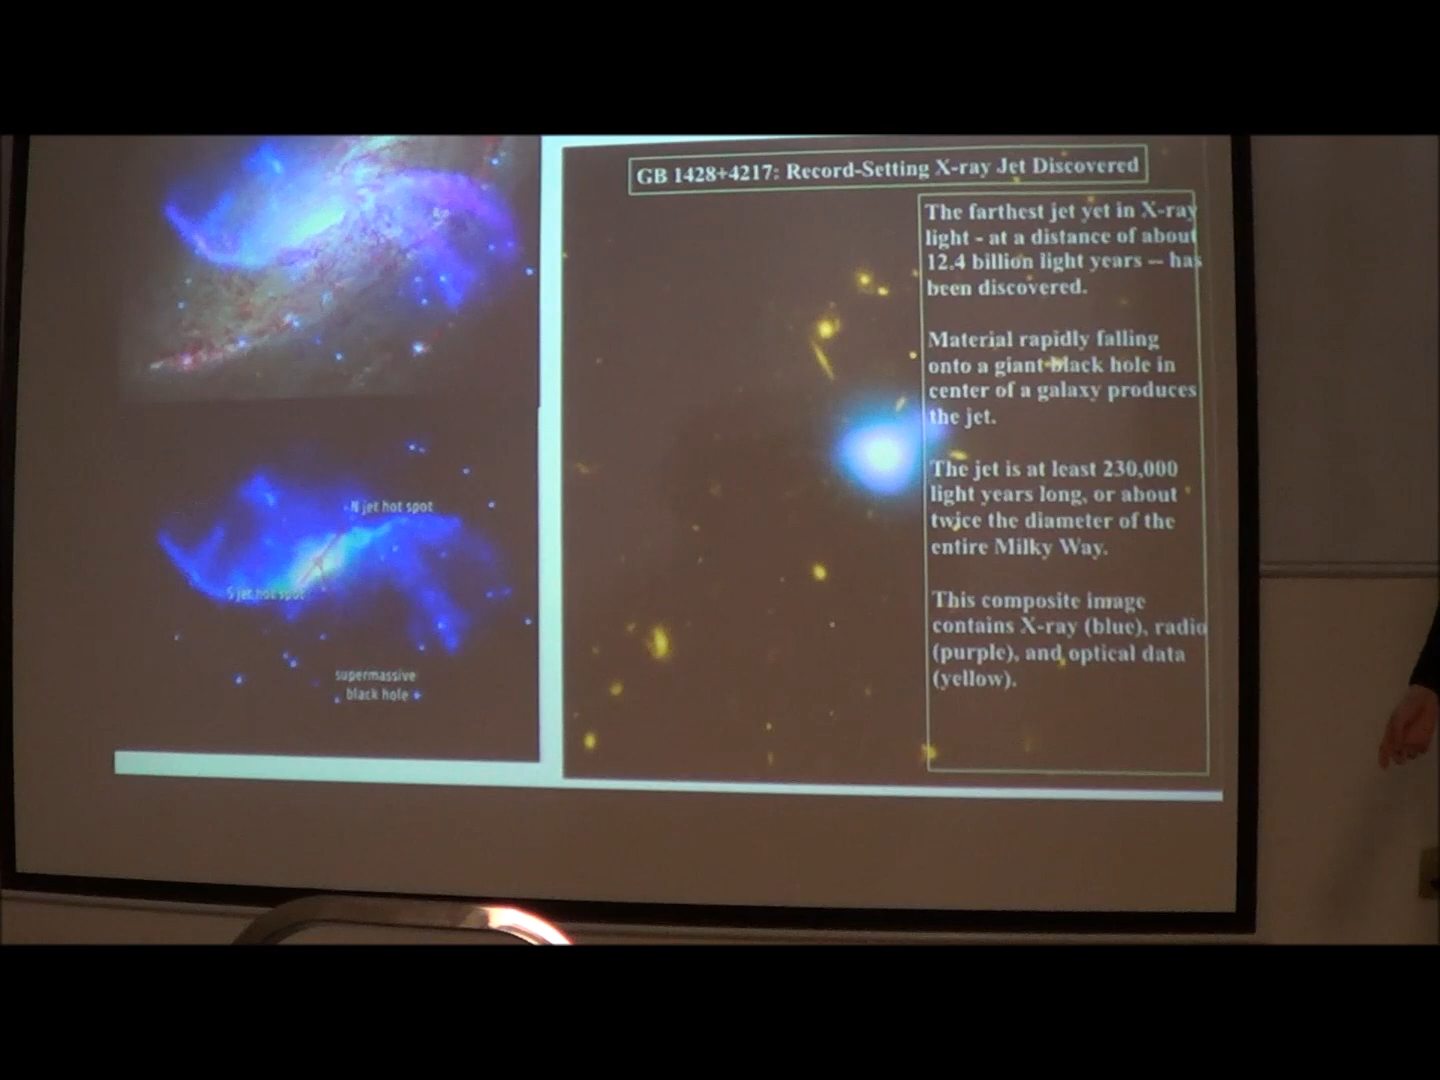 GB 1428+4217: Record-Setting X-ray Jet Discovered
The farthest jet yet in X-ray
light - at a distance of about
12.4 billion light years – has
been discovered.
Material rapidly falling
onto a giant black hole in
center of a galaxy produces
the jet.
The jet is at least 230,000
light years long, or about
twice the diameter of the
entire Milky Way.
This composite image
contains X-ray (blue), radio
(purple), and optical data
(yellow).
N jet hot spot
S jet hot spot
supermassive
black hole